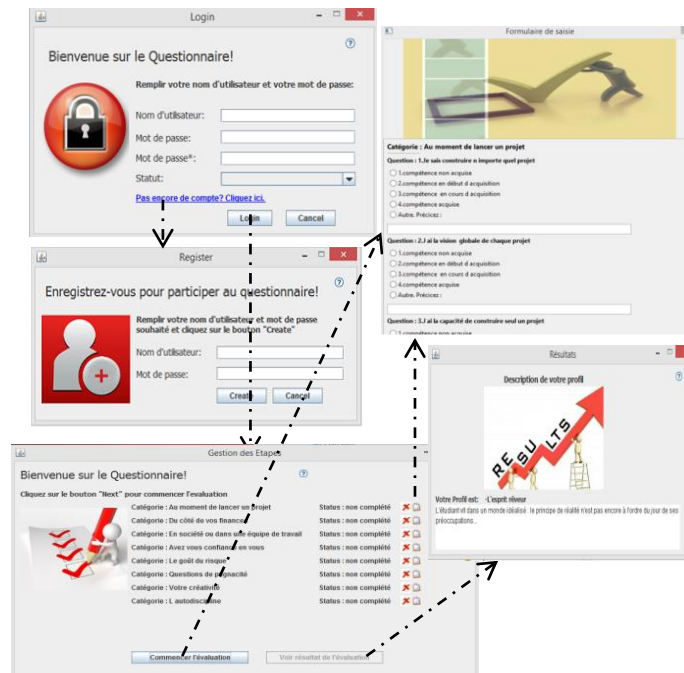 Login
Bienvenue sur le Questionnaire!
Remplir votre nom d'utilisateur et votre mot de passe:
Nom d'utilsateur:
Mot de passe:
Mot de passe*:
Statut:
Pas encore de compte? Cliquez ici.
Login Cancel
Register
Enregistrez-vous pour participer au questionnaire!
Remplir votre nom d'utilisateur et mot de passe
souhaité et cliquez sur le bouton "Create"
Nom d'utilsateur:
Mot de passe:
Create Cancel
Formulaire de saisie
Catégorie : Au moment de lancer un projet
Question : 1.Je sais construire n importe quel projet
1.compétence non acquise
2.compétence en début d acquisition
3.compétence en cours d acquisition
4.compétence acquise
Autre. Précicez :
Question : 2.J ai la vision globale de chaque projet
1.compétence non acquise
2.compétence en début d acquisition
3.compétence en cours d acquisition
4.compétence acquise
Autre. Précicez :
Question : 3.J ai la capacité de construire seul un projet
1.compétence non acquise
Résultats
Description de votre profil
RESULTS
Votre Profil est: -L'esprit rêveur
L'étudiant vit dans un monde idéalisé : le principe de réalité n'est pas encore à l'ordre du jour de ses
préoccupations...
Gestion des Etapes
Bienvenue sur le Questionnaire!
Cliquez sur le bouton "Next" pour commencer l'evaluation
Catégorie : Au moment de lancer un projet Status : non complété
Catégorie : Du côté de vos finances Status : non complété
Catégorie : En société ou dans une équipe de travail Status : non complété
Catégorie : Avez vous confiance en vous Status : non complété
Catégorie : Le goût du risque Status : non complété
Catégorie : Questions de pugnacité Status : non complété
Catégorie : Votre créativité Status : non complété
Catégorie : L autodiscipline Status : non complété
Commencer l'évaluation Voir résultat de l'évaluation